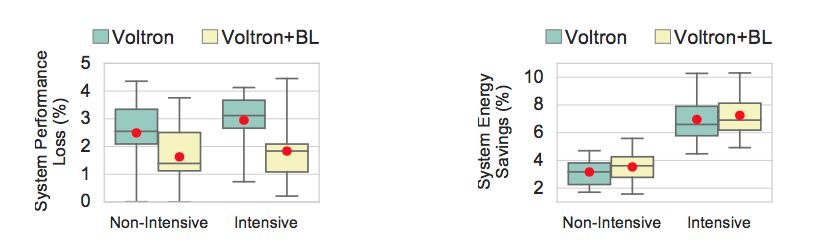 Voltron Voltron+BL
System Performance
Loss (%)
5
4
3
2
1
0
Non-Intensive Intensive
Voltron Voltron+BL
System Energy
Savings (%)
10
8
6
4
2
Non-Intensive Intensive